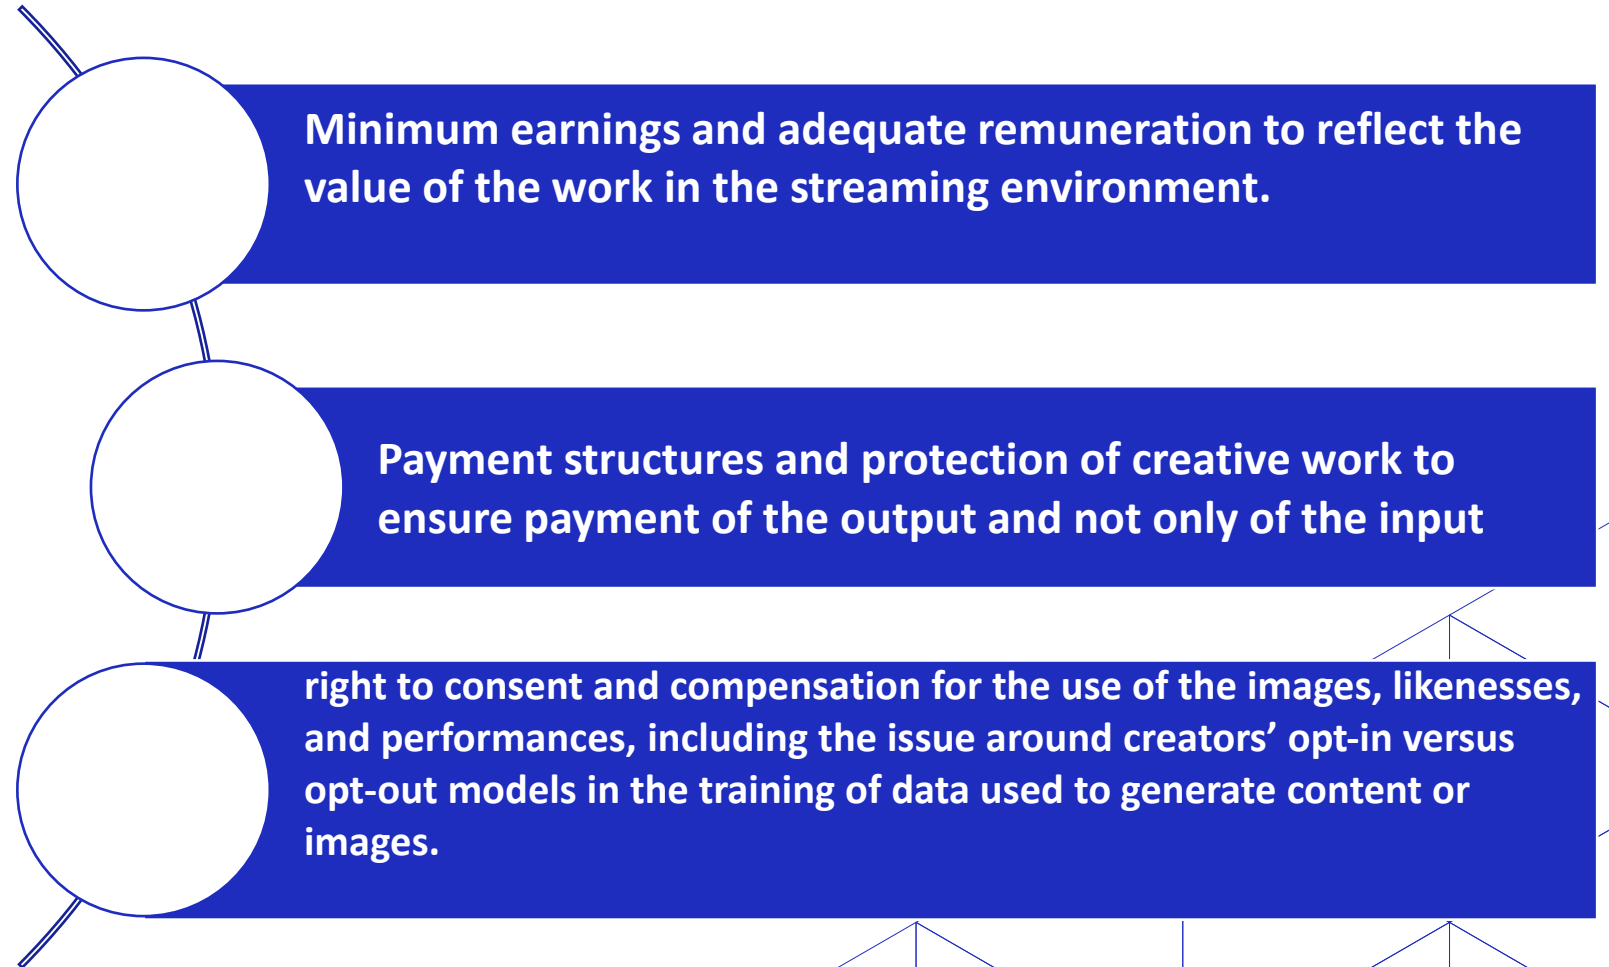 Minimum earnings and adequate remuneration to reflect the
value of the work in the streaming environment.
Payment structures and protection of creative work to
ensure payment of the output and not only of the input
right to consent and compensation for the use of the images, likenesses,
and performances, including the issue around creators’ opt-in versus
opt-out models in the training of data used to generate content or
images.